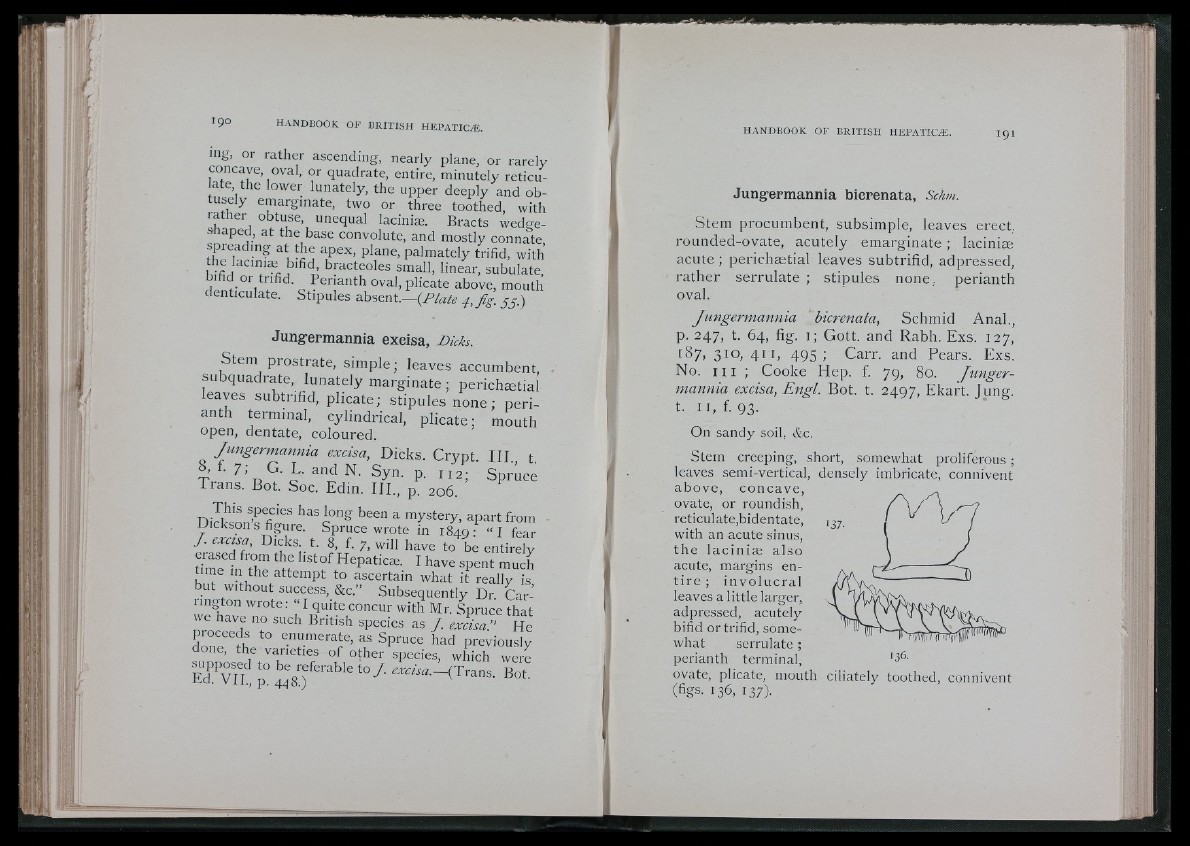 190 HANDBOOK OF BRITISH HEPATICÆ.
ing, or rather ascending, nearly plane, or rarely
concave, oval, or quadrate, entire, minutely reticu-
late, the lower lunately, the upper deeply and ob-
tusely emarginate, two or three toothed, with
rather obtuse, unequal laciniæ. Bracts wedge-
shaped, at the base convolute, and mostly connate,
spreading at the apex, plane, palmately trifid, with
the laciniæ bifid, bracteoles small, linear, subulate,
bifid or trifid. Perianth oval, plicate above, mouth
denticulate. Stipules absent.—(Plate 4, fig. 55.)
Jungermannia excisa, Dicks.
Stem prostrate, simple; leaves accumbent,
subquadrate, lunately marginate; perichætial
leaves subtrifid, plicate; stipules none; peri-
anth terminal, cylindrical, plicate; mouth
open, dentate, coloured.
Jungermannia excisa, Dicks. Crypt. III., t.
8, f. 7; G. L. and N. Syn. p. 112; Spruce
Trans. Bot. Soc. Edin. III., p. 206.
This species has long been a mystery, apart from
Dickson's figure. Spruce wrote in 1849: "I fear
J. excisa, Dicks. t. 8, f. 7, will have to be entirely
erased from the list of Hepaticæ. I have spent much
time in the attempt to ascertain what it really is,
but without success, &c." Subsequently Dr. Car-
rington wrote: "I quite concur with Mr. Spruce that
we have no such British species as J. excisa." He
proceeds to enumerate, as Spruce had previously
done, the varieties of other species, which were
supposed to be referable to J. excisa.—(Trans. Bot.
Ed. VII., p. 448.)
HANDBOOK OF BRITISH HEPATICÆ. 191
Jungermannia bicrenata, Schm.
Stem procumbent, subsimple, leaves erect,
rounded-ovate, acutely emarginate; laciniæ
acute; perichætial leaves subtrifid, adpressed,
rather serrulate; stipules none, perianth
oval.
Jungermannia bicrenata, Schmid Anal.,
p. 247, t. 64, fig. 1; Gott. and Rabh. Exs. 127,
187, 310, 411, 495; Carr. and Pears. Exs.
No. 111; Cooke Hep. f. 79, 80. Junger-
mannia excisa, Engl. Bot. t. 2497, Ekart. Jung.
t. 11, f. 93.
On sandy soil, &c.
Stem creeping, short, somewhat proliferous;
leaves semi-vertical, densely imbricate, connivent
above, concave,
ovate, or roundish,
reticulate, bidentate,
with an acute sinus,
the laciniæ also
acute, margins en-
tire; involucral
leaves a little larger,
adpressed, acutely
bifid or trifid, some-
what serrulate;
perianth terminal,
ovate, plicate, mouth ciliately toothed, connivent
(figs. 136, 137).
137.
136.